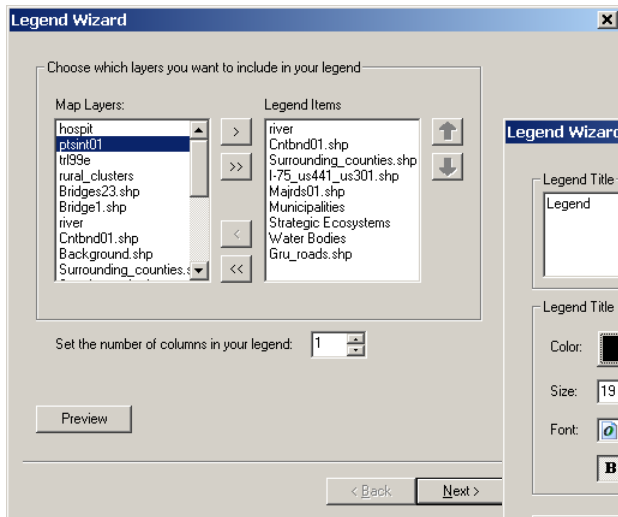 Legend Wizard
Choose which layers you want to include in your legend
Map Layers:
hospit
ptsint01
trl99e
rural_clusters
Bridges23.shp
Bridge1.shp
river
Cntbnd01.shp
Background.shp
Surrounding_counties.s
>
>>
<
<<
Legend Items
river
Cntbnd01.shp
Surrounding_counties.shp
I-75_us441_us301.shp
Majrds01.shp
Municipalities
Strategic Ecosystems
Water Bodies
Gru_roads.shp
Set the number of columns in your legend: 1
Preview
< Back Next >
Legend Wizard
Legend Title
Legend
Legend Title
Color:
Size: 19
Font:
B